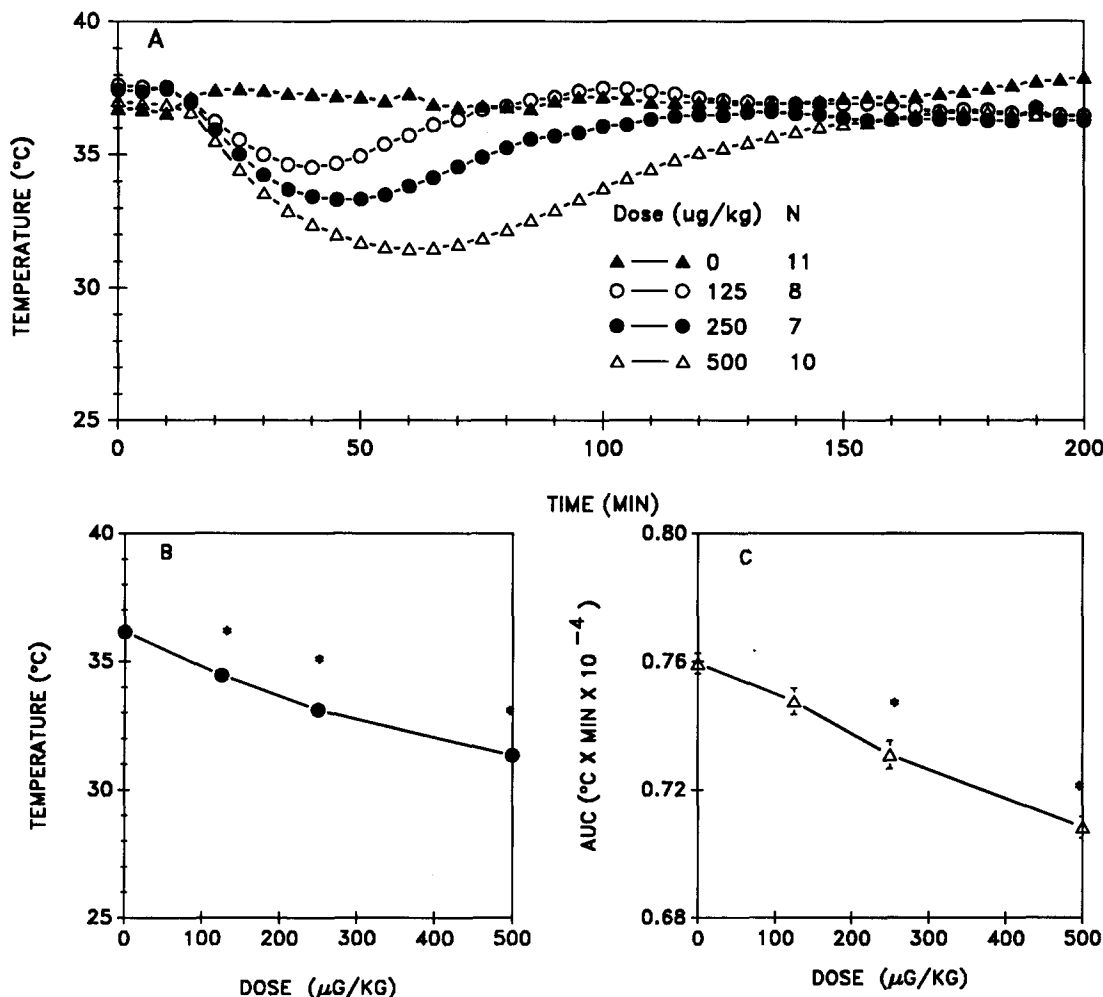 A
TEMPERATURE (°C)
40
35
31
25
0 50 100 150 200
TIME (MIN)
Dose (ug/kg) N
0 11
125 8
250 7
500 10
B
TEMPERATURE (°C)
40
35
31
25
0 100 200 300 400 500
DOSE (μG/KG)
*
*
*
C
AUC (°C X MIN X 10 -4)
0.80
0.76
0.72
0.68
0 100 200 300 400 500
DOSE (μG/KG)
*
*